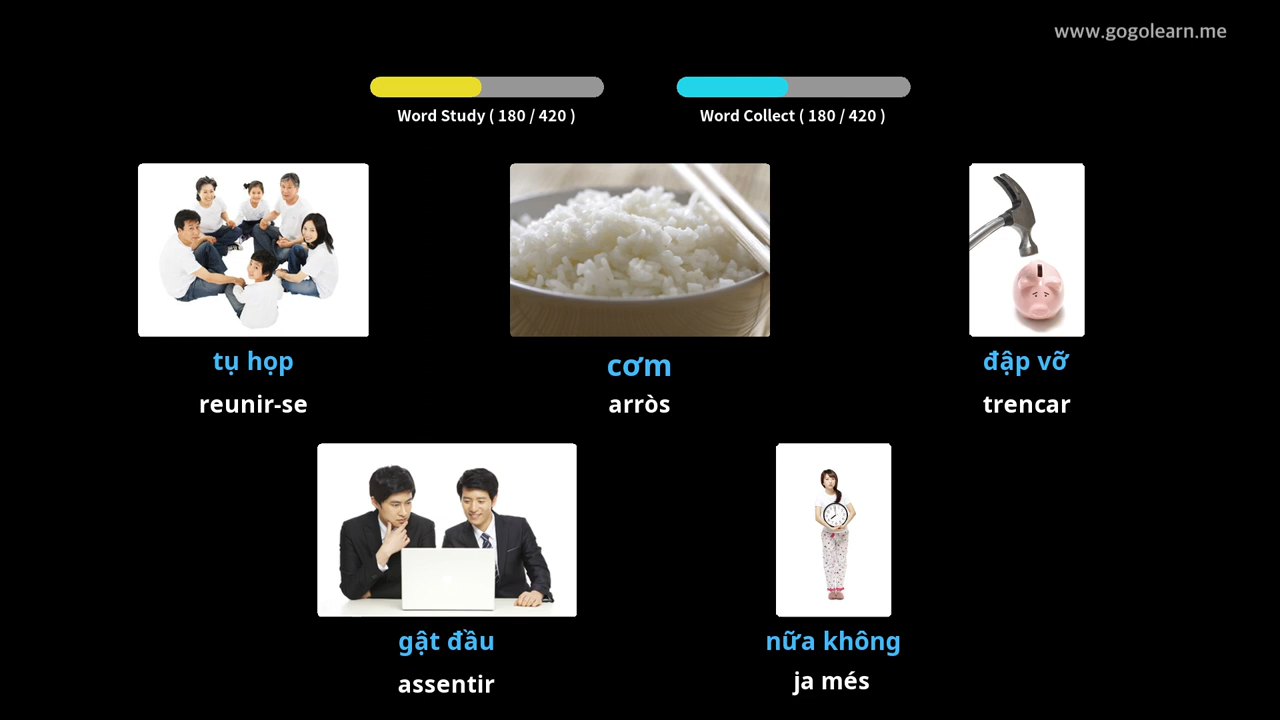 www.gogolearn.me
Word Study ( 180 / 420 )
Word Collect ( 180 / 420 )
tụ họp
reunir-se
cơm
arròs
đập vỡ
trencar
gật đầu
assentir
nữa không
ja més